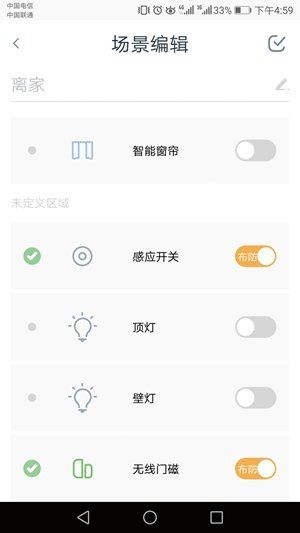 中国电信
中国联通
4G 3G 33% 下午4:59
场景编辑
离家
智能窗帘
未定义区域
感应开关 布防
顶灯
壁灯
无线门磁 布防